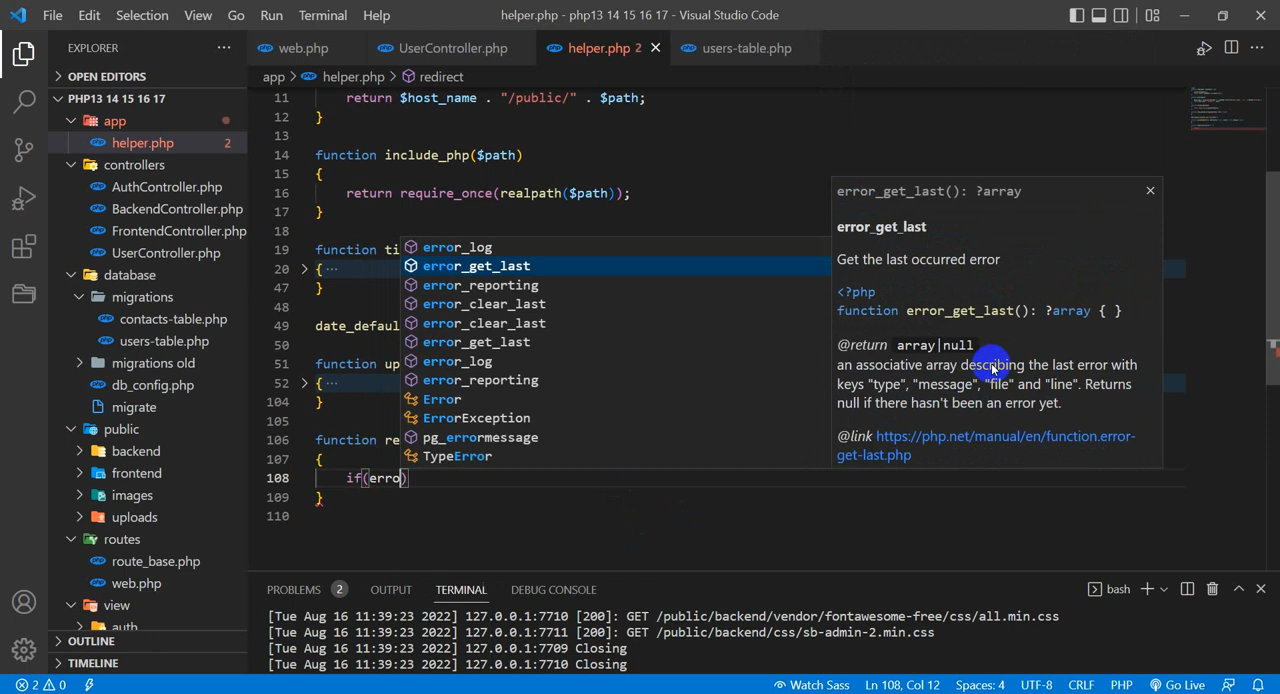 File Edit Selection View Go Run Terminal Help
helper.php - php13 14 15 16 17 - Visual Studio Code
EXPLORER
OPEN EDITORS
PHP13 14 15 16 17
app
helper.php 2
controllers
AuthController.php
BackendController.php
FrontendController.php
UserController.php
database
migrations
contacts-table.php
users-table.php
migrations old
db_config.php
migrate
public
backend
frontend
images
uploads
routes
route_base.php
web.php
view
auth
OUTLINE
TIMELINE
web.php UserController.php helper.php 2 users-table.php
app > helper.php > redirect
11 return $host_name . "/public/" . $path;
12 }
13
14 function include_php($path)
15 {
16 return require_once(realpath($path));
17 }
18
19 function ti
20 {···
47 }
48
49 date_defaul
50
51 function up
52 {···
104 }
105
106 function re
107 {
108 if(erro)
109 }
110
error_log
error_get_last
error_reporting
error_clear_last
error_clear_last
error_get_last
error_log
error_reporting
Error
ErrorException
pg_errormessage
TypeError
error_get_last(): ?array
error_get_last
Get the last occurred error
<?php
function error_get_last(): ?array { }
@return array|null
an associative array describing the last error with
keys "type", "message", "file" and "line". Returns
null if there hasn't been an error yet.
@link https://php.net/manual/en/function.error-
get-last.php
PROBLEMS 2 OUTPUT TERMINAL DEBUG CONSOLE
bash
[Tue Aug 16 11:39:23 2022] 127.0.0.1:7710 [200]: GET /public/backend/vendor/fontawesome-free/css/all.min.css
[Tue Aug 16 11:39:23 2022] 127.0.0.1:7711 [200]: GET /public/backend/css/sb-admin-2.min.css
[Tue Aug 16 11:39:23 2022] 127.0.0.1:7709 Closing
[Tue Aug 16 11:39:23 2022] 127.0.0.1:7710 Closing
2 0 Watch Sass Ln 108, Col 12 Spaces: 4 UTF-8 CRLF PHP Go Live